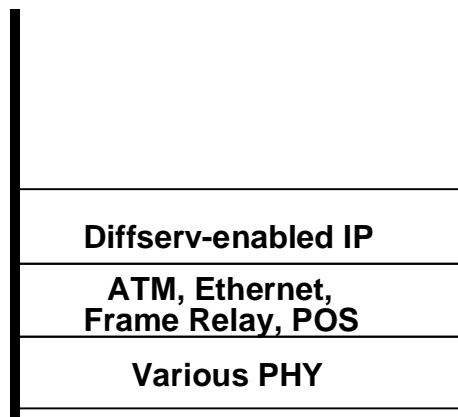 Diffserv-enabled IP
ATM, Ethernet,
Frame Relay, POS
Various PHY